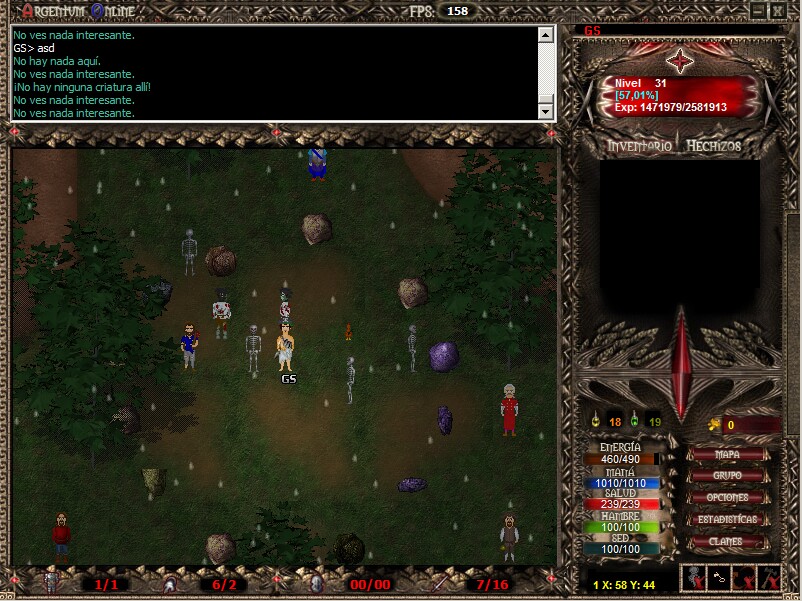 ARGENTUM ONLINE
FPS: 158
No ves nada interesante.
GS> asd
No hay nada aquí.
No ves nada interesante.
¡No hay ninguna criatura allí!
No ves nada interesante.
No ves nada interesante.
GS
Nivel 31
[57,01%]
Exp: 1471979/2581913
INVENTARIO HECHIZOS
GS
18 19
0
ENERGÍA
460/490
MANÁ
1010/1010
SALUD
239/239
HAMBRE
100/100
SED
100/100
MAPA
GRUPO
OPCIONES
ESTADISTÍCAS
CLANES
1/1
6/2
00/00
7/16
1 X: 58 Y: 44